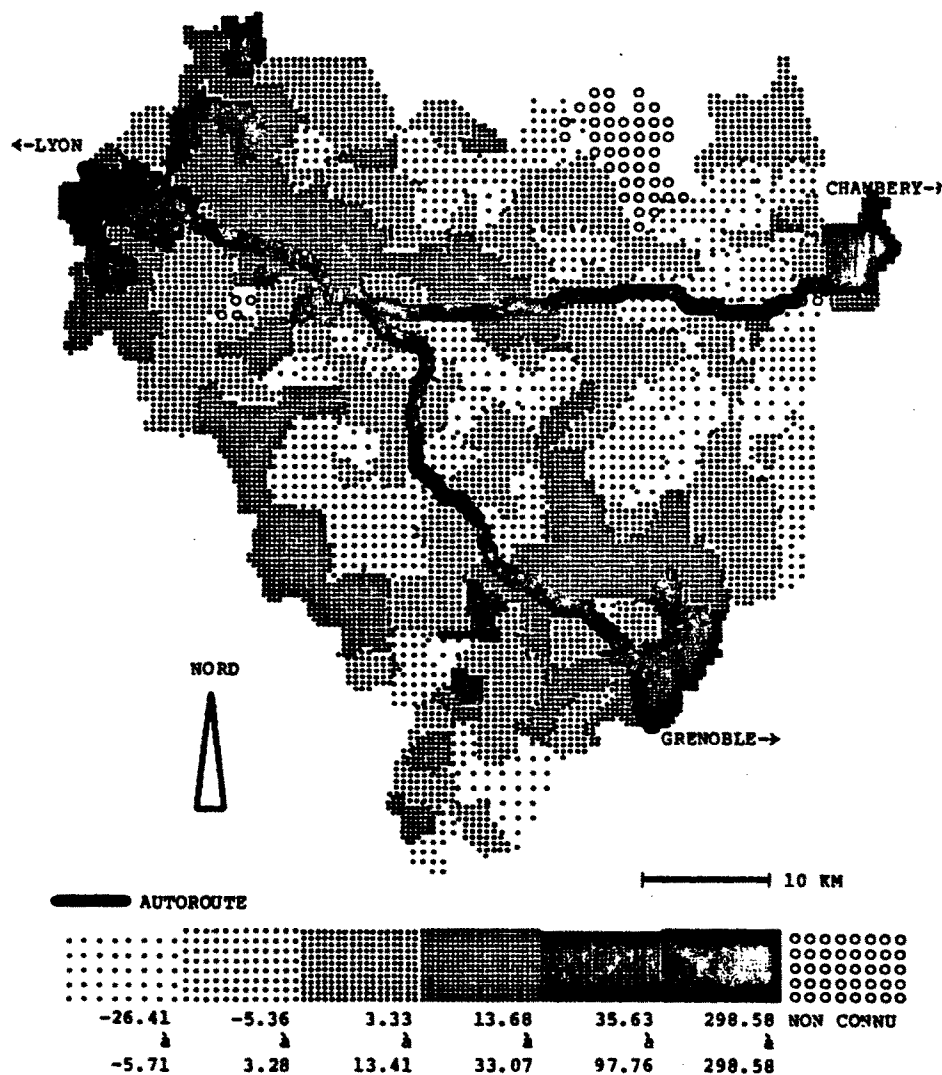 ←-LYON
CHAMBERY→
NORD
GRENOBLE→
10 KM
AUTOROUTE
-26.41 -5.36 3.33 13.68 35.63 298.58 NON CONNU
à à à à à à
-5.71 3.28 13.41 33.07 97.76 298.58